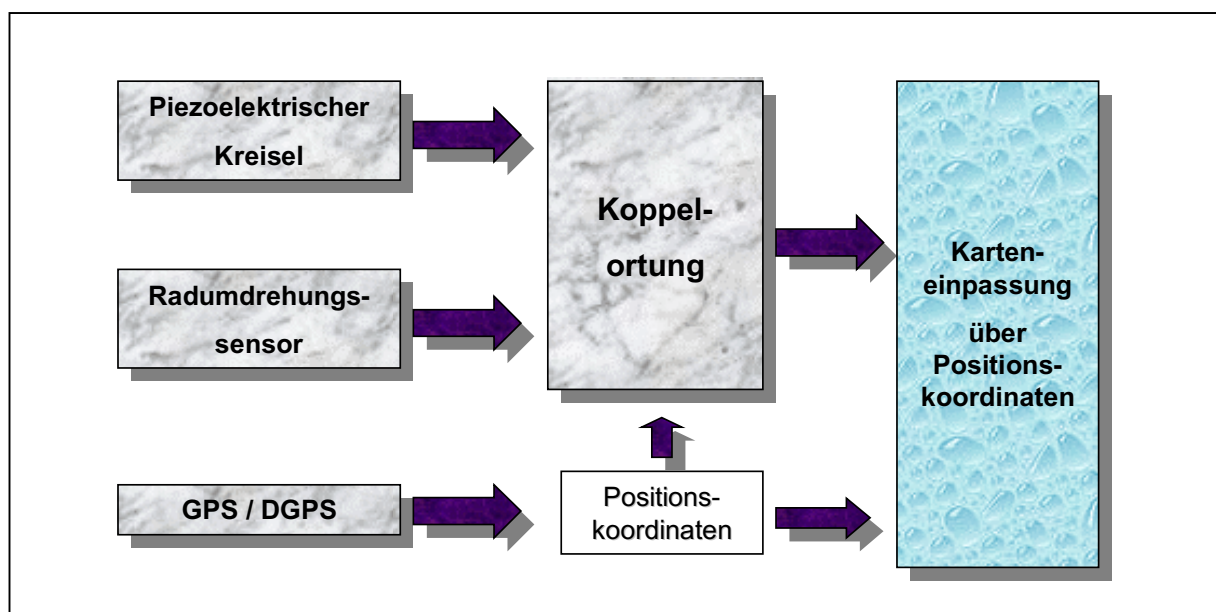 Piezoelektrischer
Kreisel
Radumdrehungs-
sensor
GPS / DGPS
Koppel-
ortung
Positions-
koordinaten
Karten-
einpassung
über
Positions-
koordinaten